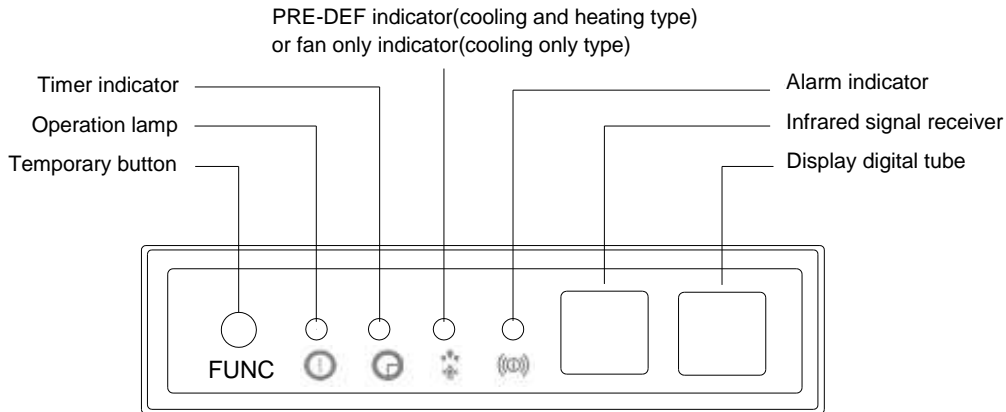 PRE-DEF indicator(cooling and heating type)
or fan only indicator(cooling only type)
Timer indicator
Alarm indicator
Operation lamp
Infrared signal receiver
Temporary button
Display digital tube
FUNC